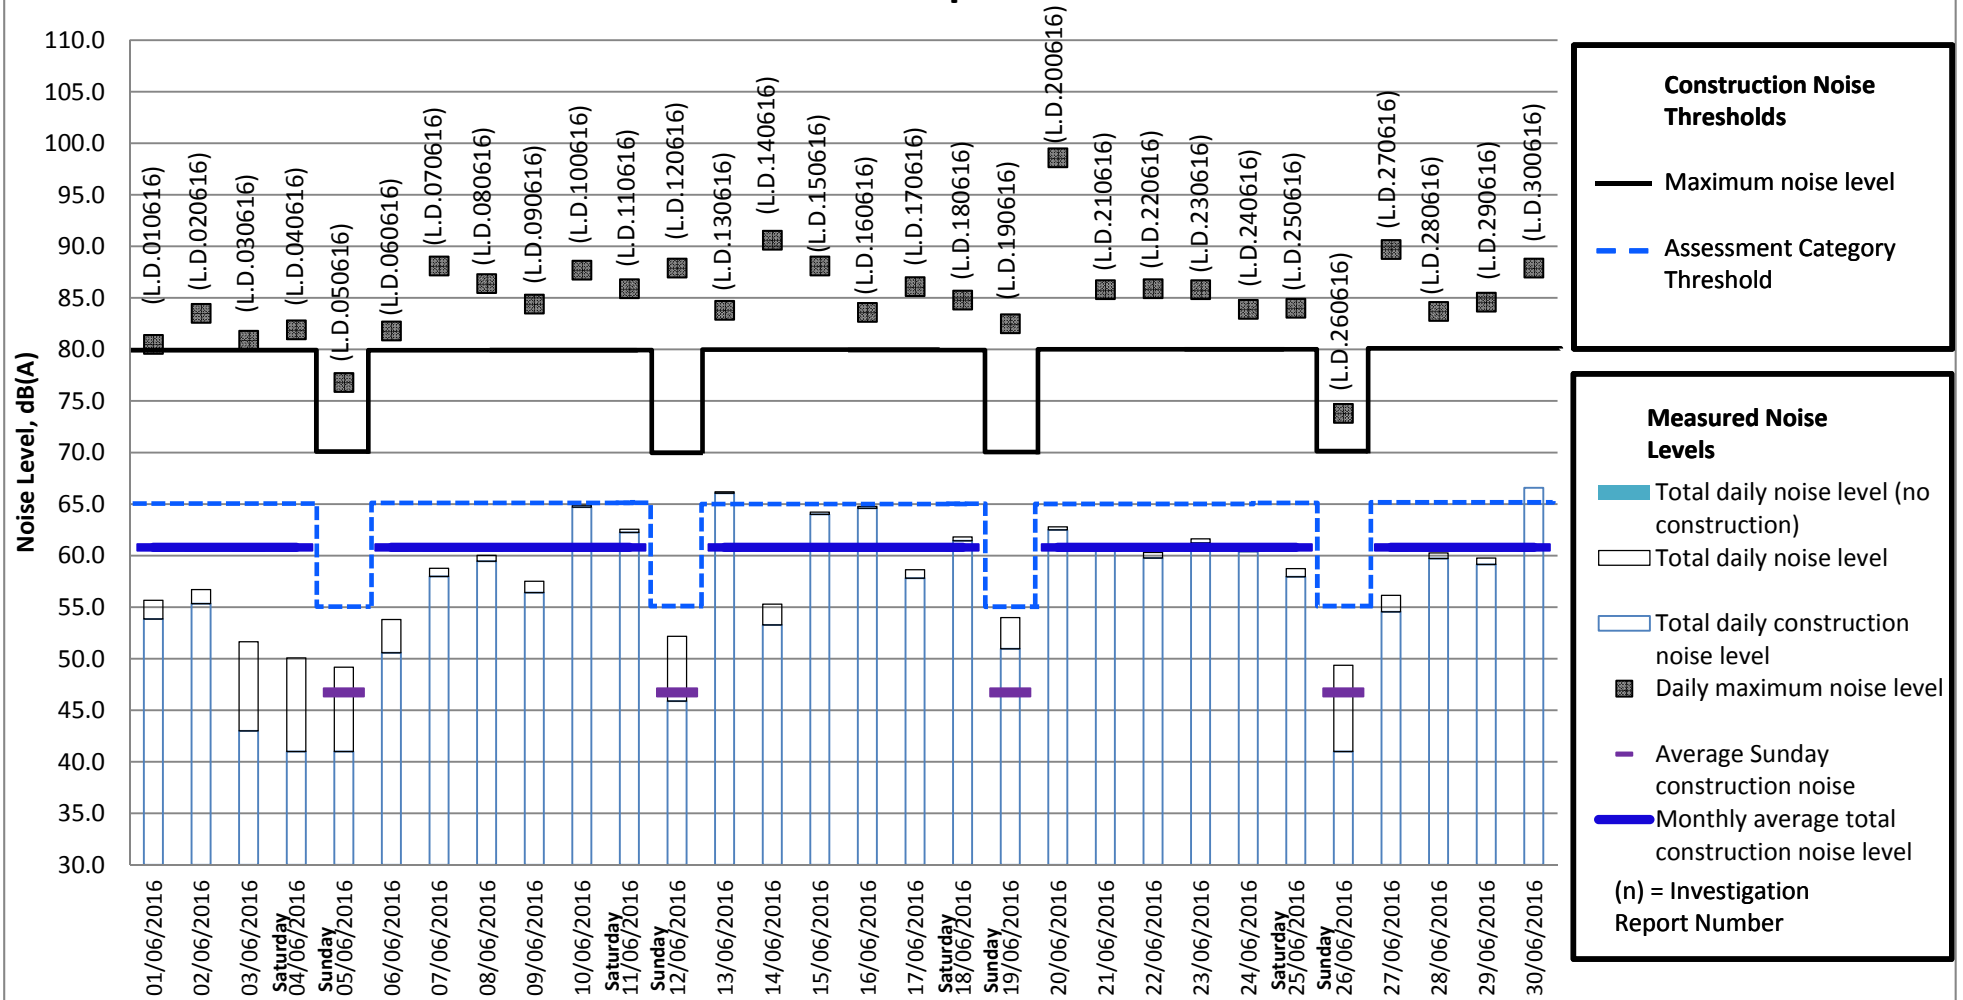 110.0
105.0
100.0
95.0
90.0
85.0
80.0
75.0
70.0
65.0
60.0
55.0
50.0
45.0
40.0
35.0
30.0
Noise Level, dB(A)
(L.D.010616)
(L.D.020616)
(L.D.030616)
(L.D.040616)
(L.D.050616)
(L.D.060616)
(L.D.070616)
(L.D.080616)
(L.D.090616)
(L.D.100616)
(L.D.110616)
(L.D.120616)
(L.D.130616)
(L.D.140616)
(L.D.150616)
(L.D.160616)
(L.D.170616)
(L.D.180616)
(L.D.190616)
(L.D.200616)
(L.D.210616)
(L.D.220616)
(L.D.230616)
(L.D.240616)
(L.D.250616)
(L.D.260616)
(L.D.270616)
(L.D.280616)
(L.D.290616)
(L.D.300616)
01/06/2016
02/06/2016
03/06/2016
Saturday
04/06/2016
Sunday
05/06/2016
06/06/2016
07/06/2016
08/06/2016
09/06/2016
10/06/2016
Saturday
11/06/2016
Sunday
12/06/2016
13/06/2016
14/06/2016
15/06/2016
16/06/2016
17/06/2016
Saturday
18/06/2016
Sunday
19/06/2016
20/06/2016
21/06/2016
22/06/2016
23/06/2016
24/06/2016
Saturday
25/06/2016
Sunday
26/06/2016
27/06/2016
28/06/2016
29/06/2016
30/06/2016
Construction Noise
Thresholds
Maximum noise level
Assessment Category
Threshold
Measured Noise
Levels
Total daily noise level (no
construction)
Total daily noise level
Total daily construction
noise level
Daily maximum noise level
Average Sunday
construction noise
Monthly average total
construction noise level
(n) = Investigation
Report Number